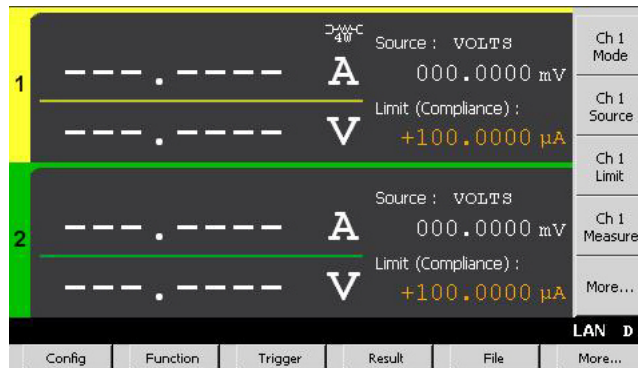 1
4W
Source : VOLTS
---.---- A
000.0000 mV
Limit (Compliance) :
---.---- V
+100.0000 µA
2
Source : VOLTS
---.---- A
000.0000 mV
Limit (Compliance) :
---.---- V
+100.0000 µA
Ch 1
Mode
Ch 1
Source
Ch 1
Limit
Ch 1
Measure
More...
LAN D
Config Function Trigger Result File More...